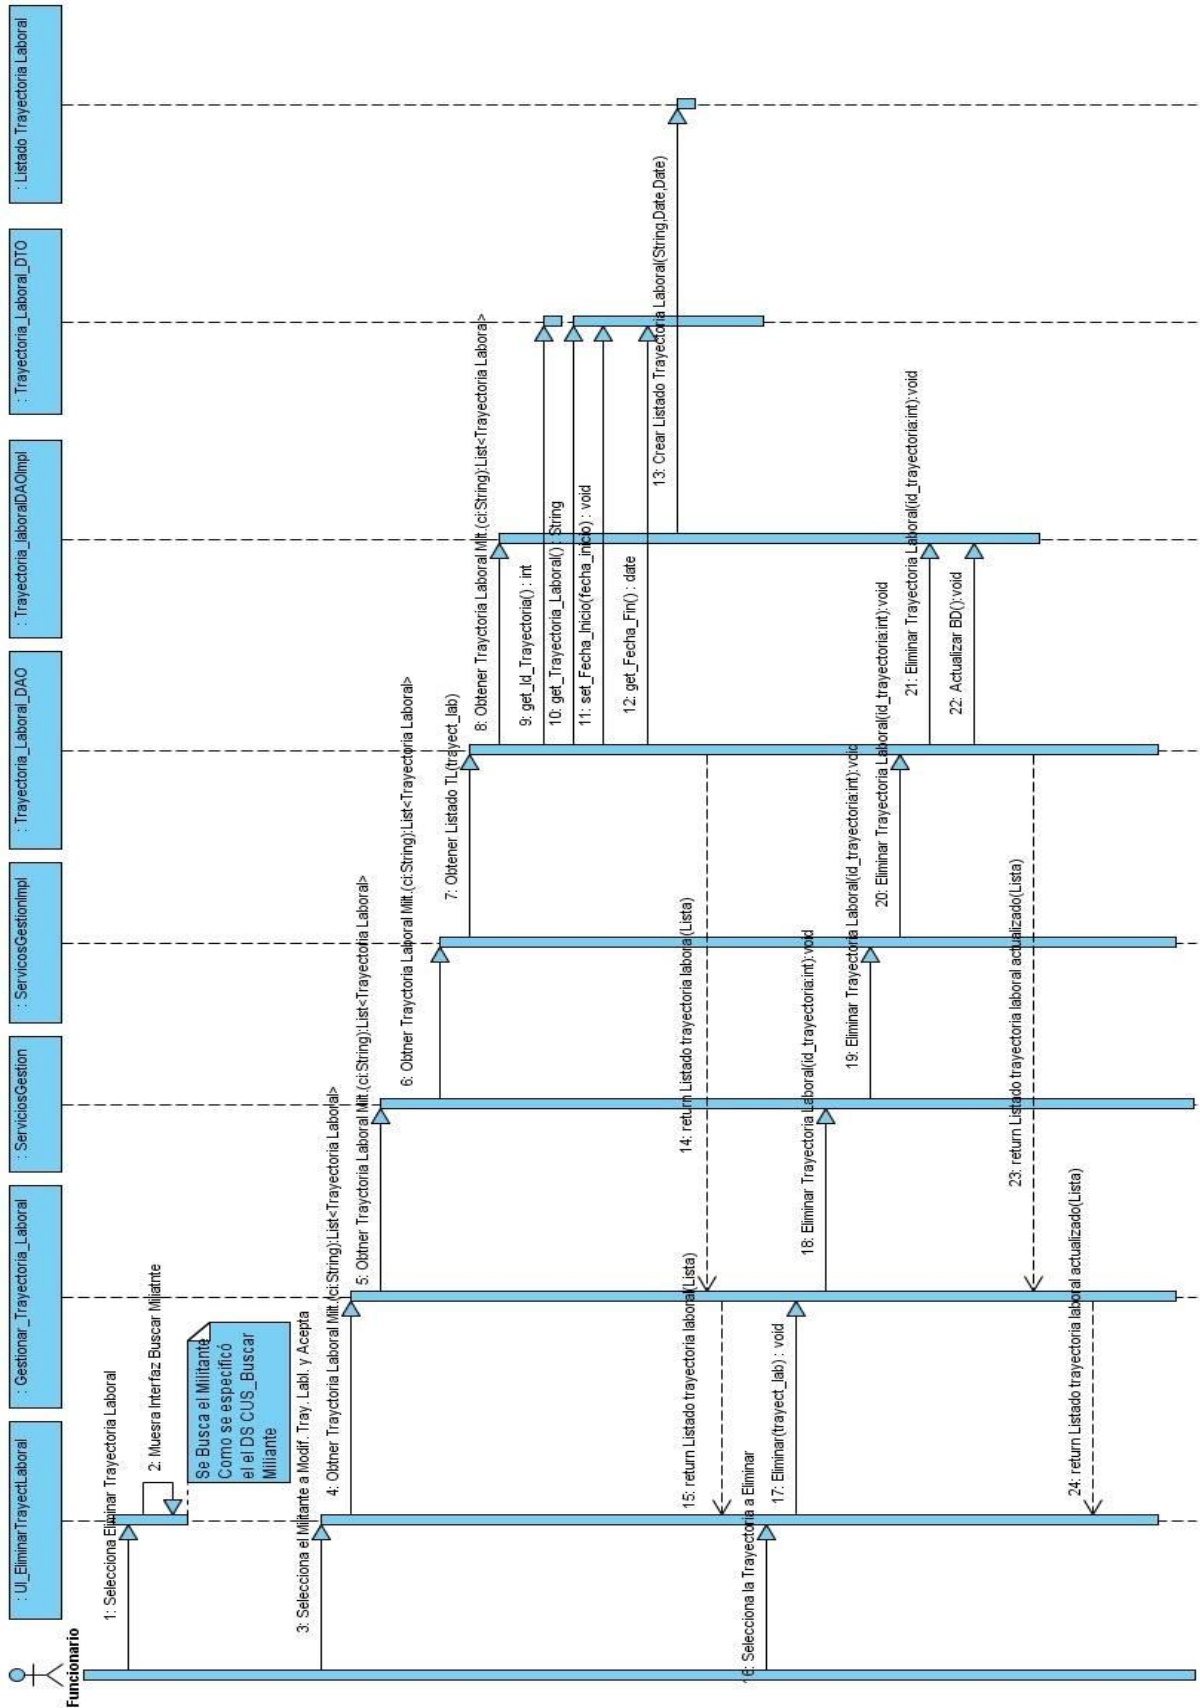 Funcionario
: UI_EliminarTrayectLaboral
: Gestionar_Trayectoria_Laboral
: ServiciosGestion
: ServicosGestionImpl
: Trayectoria_Laboral_DAO
: Trayectoria_laboralDAOImpl
: Trayectoria_Laboral_DTO
: Listado Trayectoria Laboral
1: Selecciona Eliminar Trayectoria Laboral
2: Muesra Interfaz Buscar Miliatnte
Se Busca el Militante
Como se especificó
el el DS CUS_Buscar
Miliante
3: Selecciona el Militante a Modif. Tray. Labl. y Acepta
4: Obtner Trayctoria Laboral Milt.(ci:String):List<Trayectoria Laboral>
5: Obtner Trayctoria Laboral Milt.(ci:String):List<Trayectoria Laboral>
6: Obtner Trayctoria Laboral Milt.(ci:String):List<Trayectoria Laboral>
7: Obtener Listado TL(trayect_lab)
8: Obtener Trayctoria Laboral Milt.(ci:String):List<Trayectoria Laboral>
9: get_Id_Trayectoria() : int
10: get_Trayectoria_Laboral() : String
11: set_Fecha_Inicio(fecha_inicio) : void
12: get_Fecha_Fin() : date
13: Crear Listado Trayectoria Laboral(String,Date,Date)
14: return Listado trayectoria laboral(Lista)
15: return Listado trayectoria laboral(Lista)
16: Selecciona la Trayectoria a Eliminar
17: Eliminar(trayect_lab) : void
18: Eliminar Trayectoria Laboral(id_trayectoria:int):void
19: Eliminar Trayectoria Laboral(id_trayectoria:int):void
20: Eliminar Trayectoria Laboral(id_trayectoria:int):void
21: Eliminar Trayectoria Laboral(id_trayectoria:int):void
22: Actualizar BD():void
23: return Listado trayectoria laboral actualizado(Lista)
24: return Listado trayectoria laboral actualizado(Lista)